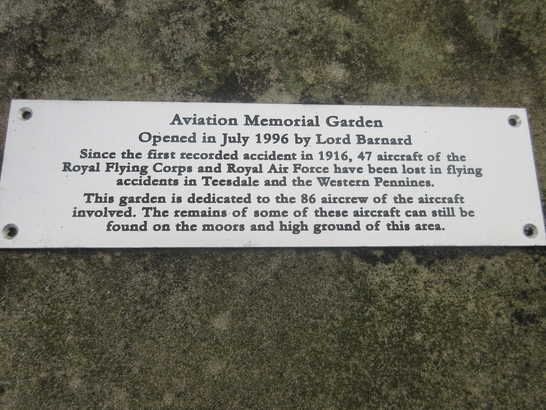 Aviation Memorial Garden
Opened in July 1996 by Lord Barnard
Since the first recorded accident in 1916, 47 aircraft of the
Royal Flying Corps and Royal Air Force have been lost in flying
accidents in Teesdale and the Western Pennines.
This garden is dedicated to the 86 aircrew of the aircraft
involved. The remains of some of these aircraft can still be
found on the moors and high ground of this area.